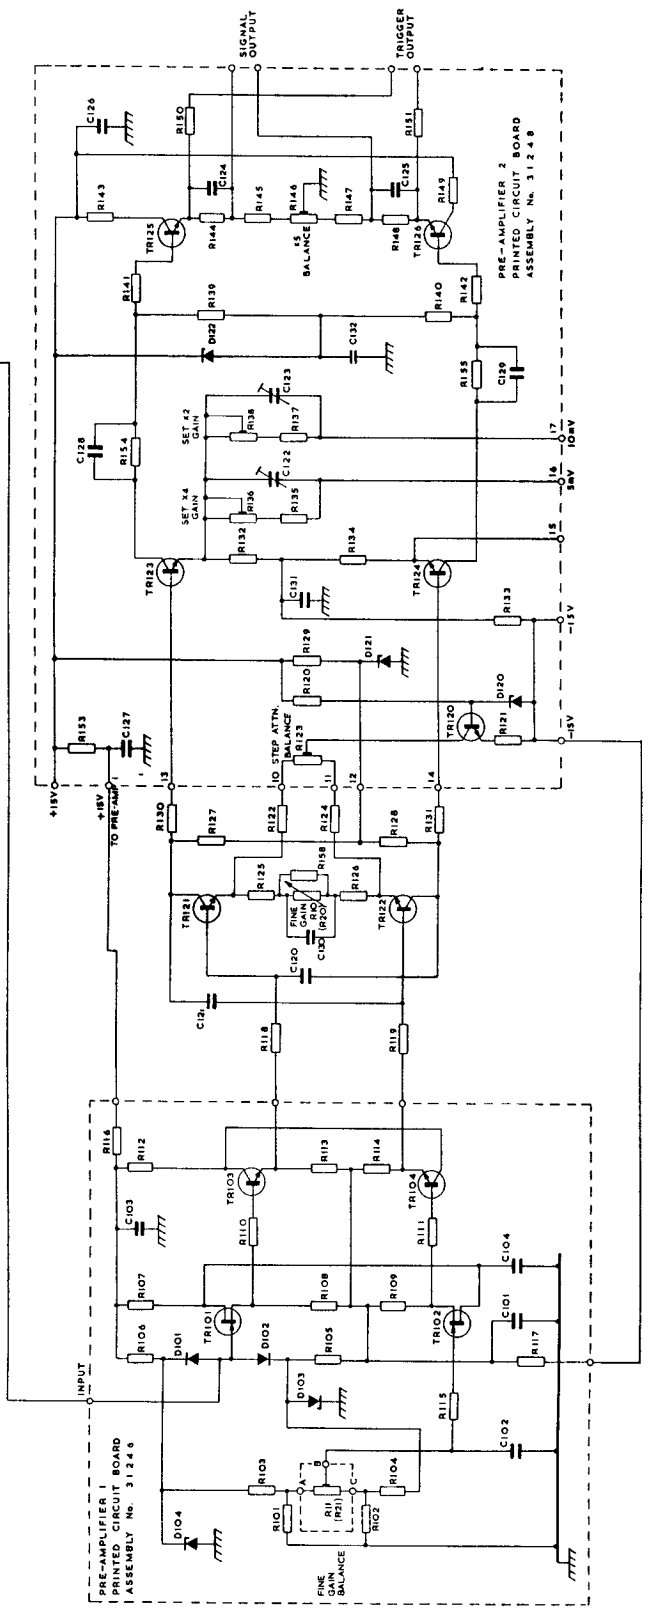 SIGNAL
OUTPUT
TRIGGER
OUTPUT
C126
R150
R151
R143
TR125
C124
R144
R145
R146
x5
BALANCE
R147
C125
R148
TR126
R149
PRE-AMPLIFIER 2
PRINTED CIRCUIT BOARD
ASSEMBLY No. 31248
R141
R139
R140
R142
D122
C132
R155
C129
C128
R154
SET X2
GAIN
R138
R137
C123
17
10mV
SET X4
GAIN
R136
R135
C122
16
5mV
TR123
R132
R134
TR124
15
C131
R133
-15V
R129
R120
D121
D120
TR120
R121
-15V
R153
C127
+15V
+15V
TO PRE-AMP 1
10 STEP ATTN.
BALANCE
R123
13
11
12
14
R130
R127
R122
R124
R128
R131
TR121
R125
R158
FINE
GAIN
R10
(R20)
C130
R126
TR122
C120
C121
R118
R119
R116
R112
TR103
R113
R114
TR104
C103
R110
R111
R107
TR101
R108
R109
TR102
C104
R106
D101
D102
R105
C101
R117
INPUT
D103
R115
C102
R103
R101
A
B
C
R11
(R21)
R102
R104
D104
FINE
GAIN
BALANCE
PRE-AMPLIFIER 1
PRINTED CIRCUIT BOARD
ASSEMBLY No. 31246